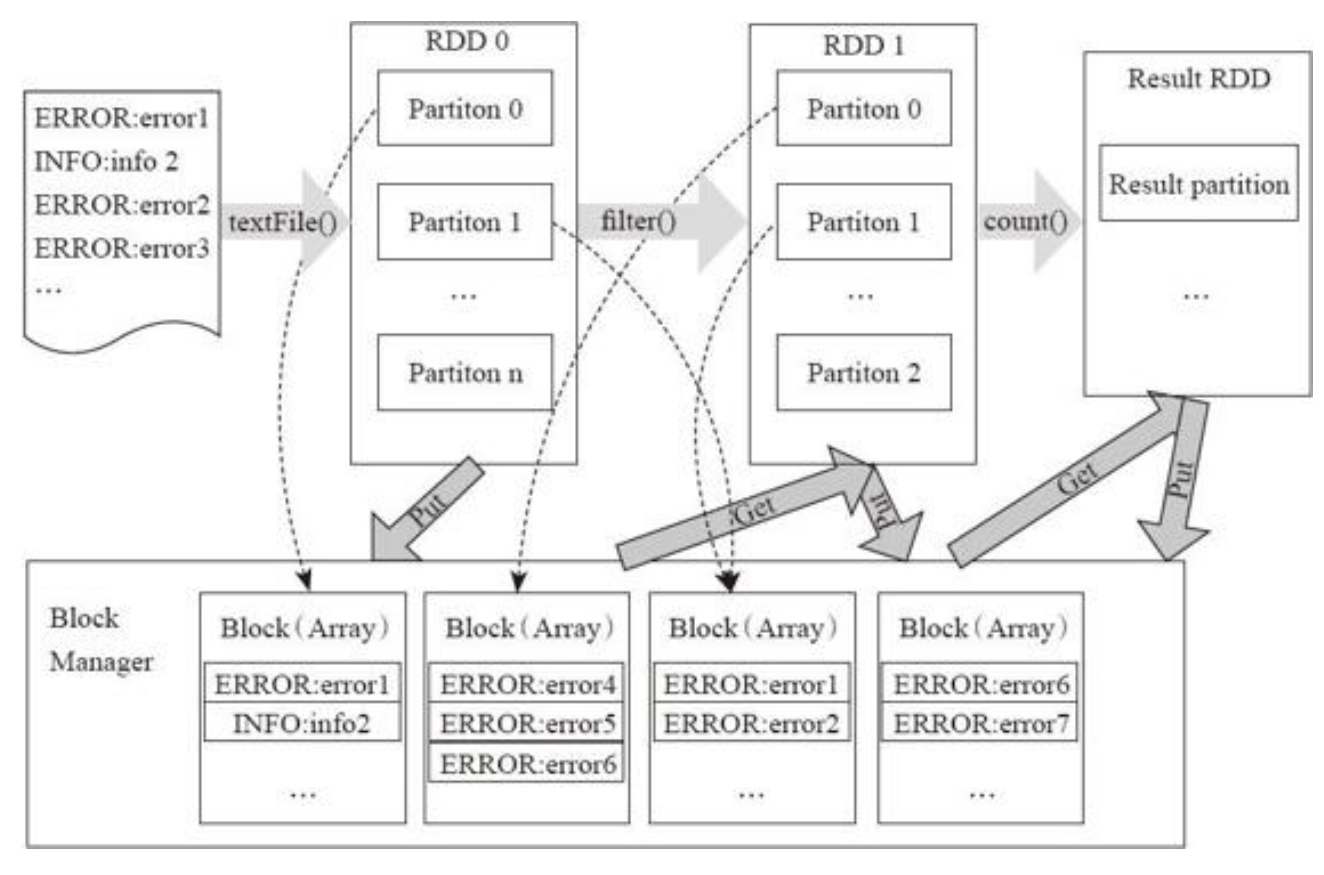 ERROR:error1
INFO:info 2
ERROR:error2
ERROR:error3
...
textFile()
RDD 0
Partiton 0
Partiton 1
...
Partiton n
filter()
RDD 1
Partiton 0
Partiton 1
...
Partiton 2
count()
Result RDD
Result partition
...
Put
Get
Put
Get
Put
Block
Manager
Block(Array)
ERROR:error1
INFO:info2
...
Block(Array)
ERROR:error4
ERROR:error5
ERROR:error6
Block(Array)
ERROR:error1
ERROR:error2
...
Block(Array)
ERROR:error6
ERROR:error7
...